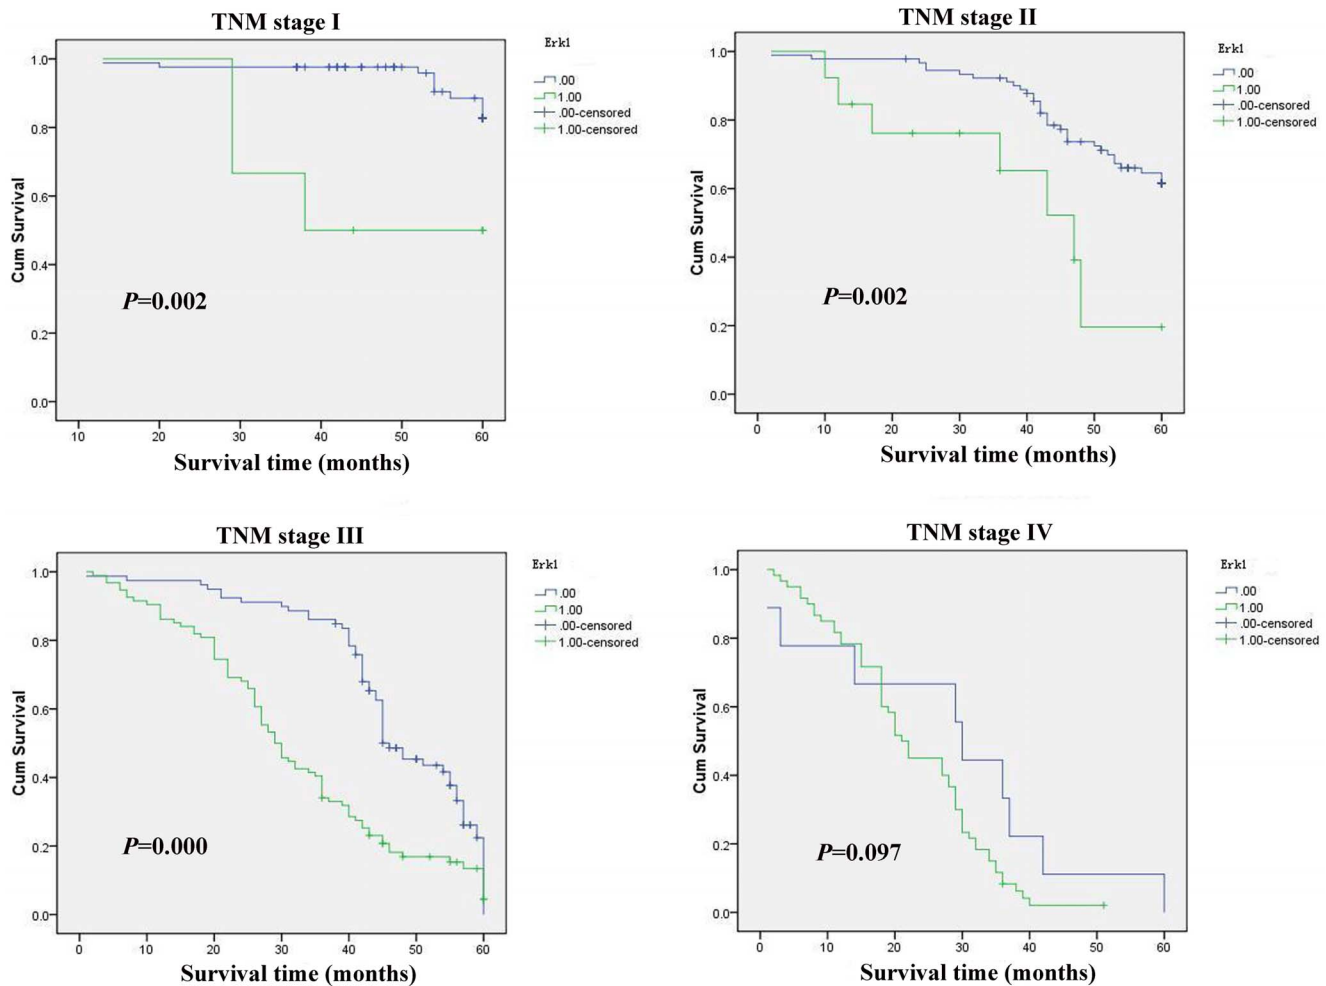 TNM stage I
Erk1
.00
1.00
.00-censored
1.00-censored
Cum Survival
1.0
0.8
0.6
0.4
0.2
0.0
P=0.002
10 20 30 40 50 60
Survival time (months)
TNM stage II
Erk1
.00
1.00
.00-censored
1.00-censored
Cum Survival
1.0
0.8
0.6
0.4
0.2
0.0
P=0.002
0 10 20 30 40 50 60
Survival time (months)
TNM stage III
Erk1
.00
1.00
.00-censored
1.00-censored
Cum Survival
1.0
0.8
0.6
0.4
0.2
0.0
P=0.000
0 10 20 30 40 50 60
Survival time (months)
TNM stage IV
Erk1
.00
1.00
.00-censored
1.00-censored
Cum Survival
1.0
0.8
0.6
0.4
0.2
0.0
P=0.097
0 10 20 30 40 50 60
Survival time (months)